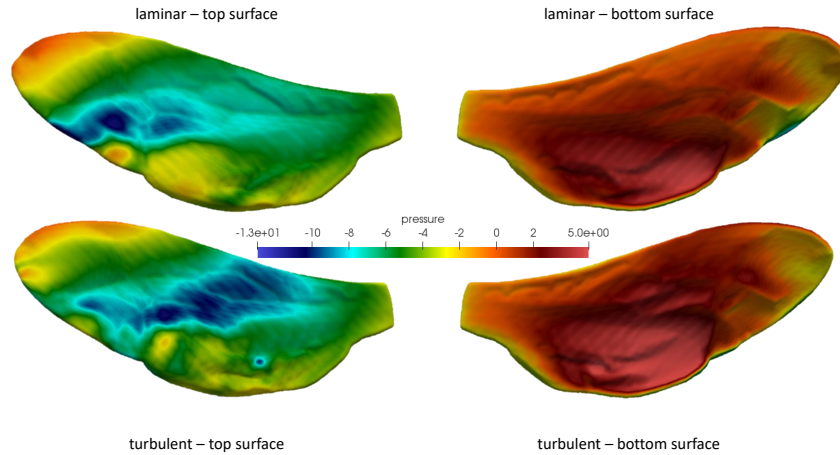 laminar – top surface
laminar – bottom surface
pressure
-1.3e+01 -10 -8 -6 -4 -2 0 2 5.0e+00
turbulent – top surface
turbulent – bottom surface